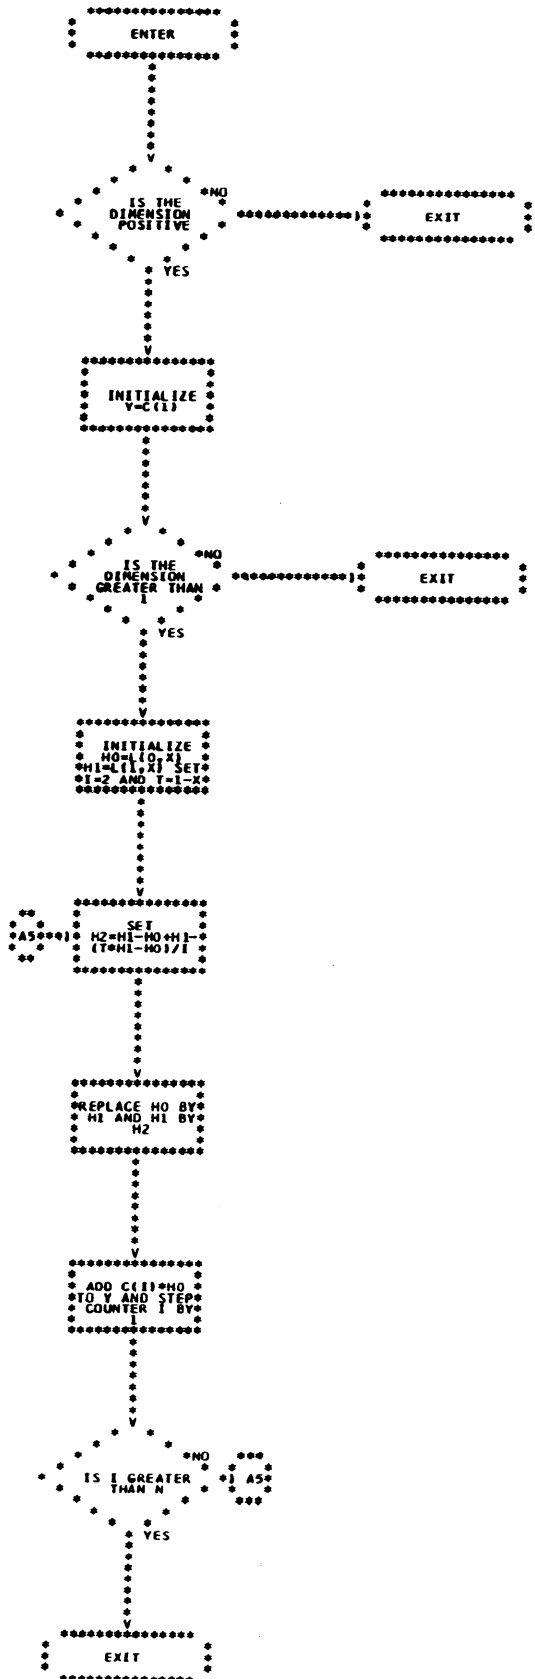 ENTER
*NO
IS THE
DIMENSION
POSITIVE
EXIT
YES
INITIALIZE
Y=C(1)
*NO
IS THE
DIMENSION
GREATER THAN
1
EXIT
YES
INITIALIZE
H0=L(0,X)
H1=L(1,X) SET
I=2 AND T=1-X
A5
SET
H2=H1-H0+H1-
(T*H1-H0)/I
REPLACE H0 BY
H1 AND H1 BY
H2
ADD C(I)*H0
TO Y AND STEP
COUNTER I BY
1
*NO
IS I GREATER
THAN N
A5
YES
EXIT